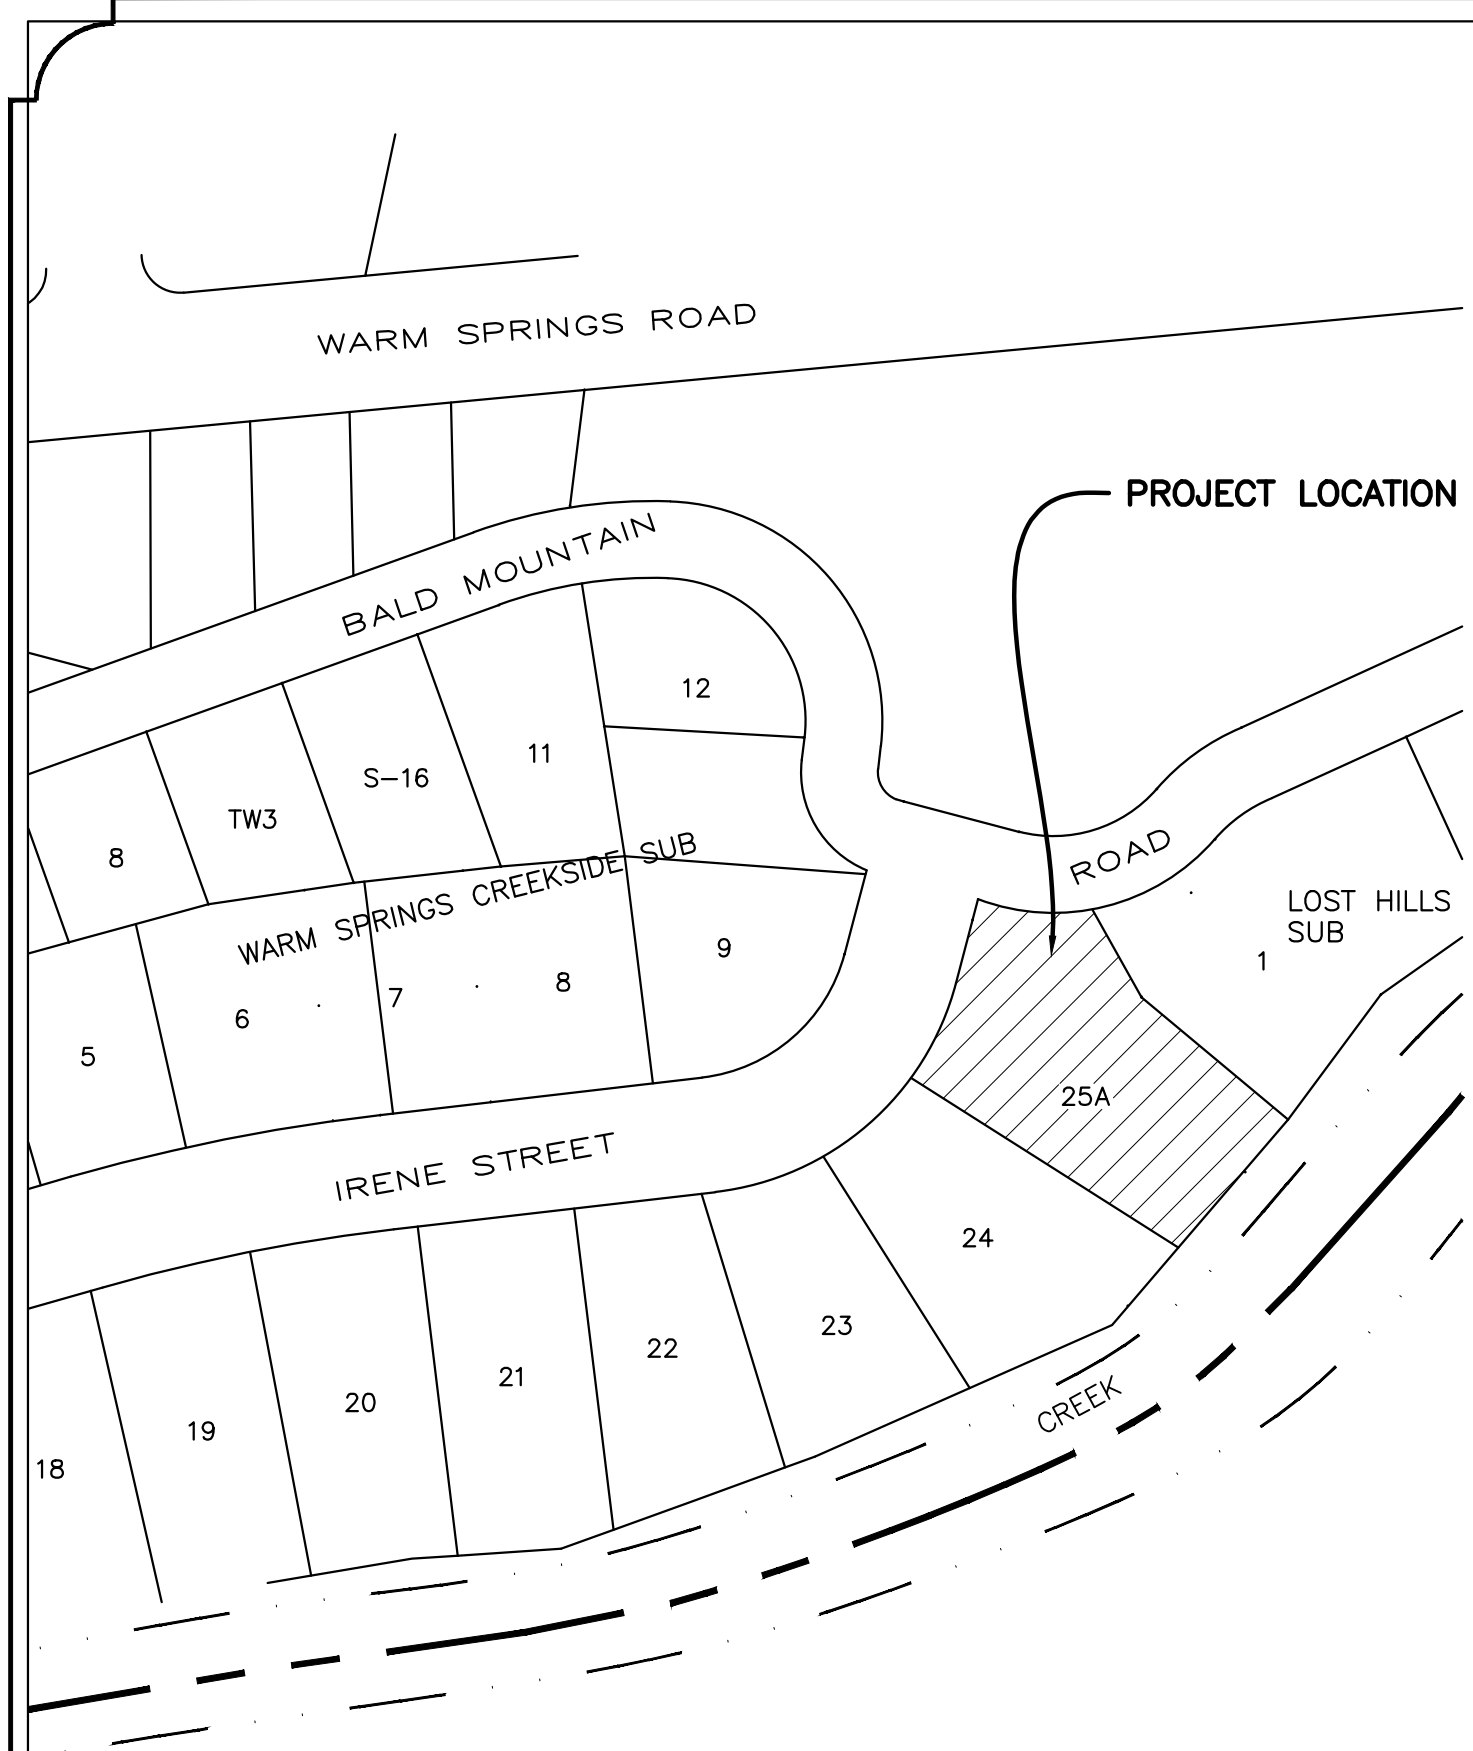 WARM SPRINGS ROAD
PROJECT LOCATION
BALD MOUNTAIN
12
11
S-16
TW3
8
ROAD
WARM SPRINGS CREEKSIDE SUB
LOST HILLS
SUB
1
9
8
7
6
5
25A
IRENE STREET
24
23
22
21
20
19
18
CREEK